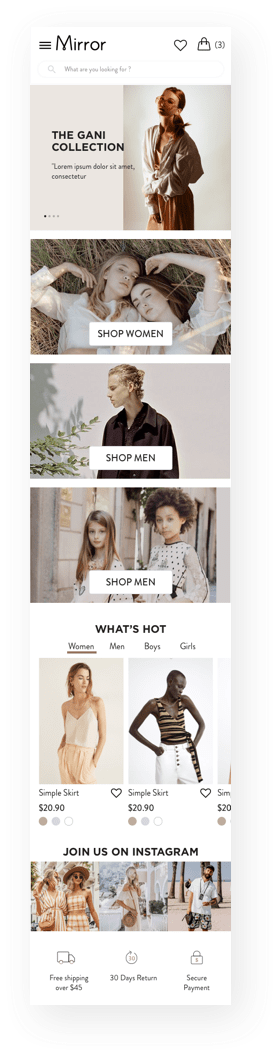 Mirror
(3)
What are you looking for ?
THE GANI
COLLECTION
"Lorem ipsum dolor sit amet,
consectetur
SHOP WOMEN
SHOP MEN
SHOP MEN
WHAT'S HOT
Women Men Boys Girls
Simple Skirt Simple Skirt Sim
$20.90 $20.90 $20
JOIN US ON INSTAGRAM
30
$
Free shipping 30 Days Return Secure
over $45 Payment